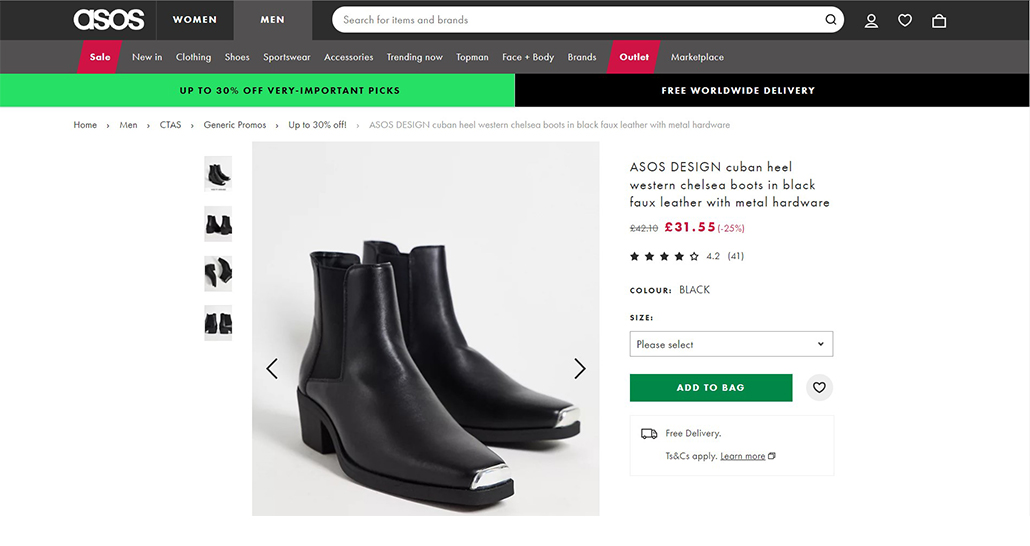 asos
WOMEN
MEN
Search for items and brands
Sale
New in
Clothing
Shoes
Sportswear
Accessories
Trending now
Topman
Face + Body
Brands
Outlet
Marketplace
UP TO 30% OFF VERY-IMPORTANT PICKS
FREE WORLDWIDE DELIVERY
Home › Men › CTAS › Generic Promos › Up to 30% off! › ASOS DESIGN cuban heel western chelsea boots in black faux leather with metal hardware
ASOS DESIGN cuban heel
western chelsea boots in black
faux leather with metal hardware
£42.10 £31.55 (-25%)
4.2 (41)
COLOUR: BLACK
SIZE:
Please select
ADD TO BAG
Free Delivery.
Ts&Cs apply. Learn more